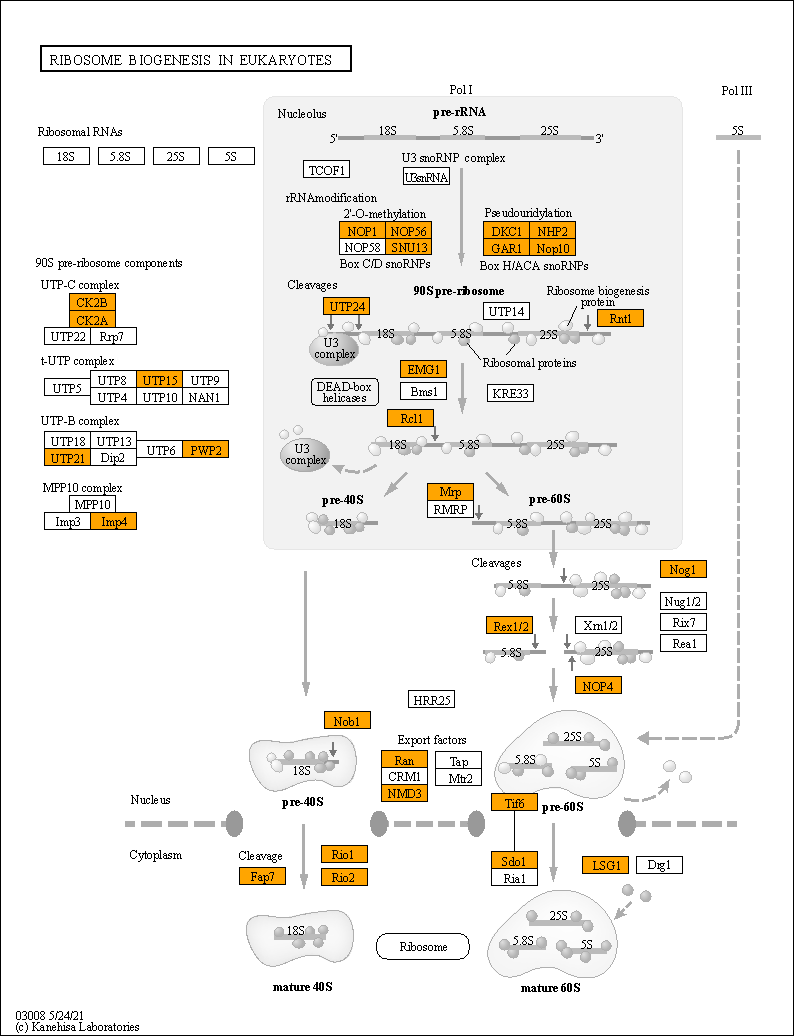 RIBOSOME BIOGENESIS IN EUKARYOTES
Pol I
Pol III
Nucleolus
pre-rRNA
Ribosomal RNAs
18S
5.8S
25S
5S
5'
18S
5.8S
25S
3'
5S
TCOF1
U3 snoRNP complex
U3snRNA
rRNAmodification
2'-O-methylation
NOP1
NOP56
NOP58
SNU13
Box C/D snoRNPs
Pseudouridylation
DKC1
NHP2
GAR1
Nop10
Box H/ACA snoRNPs
90S pre-ribosome components
UTP-C complex
CK2B
CK2A
UTP22
Rrp7
t-UTP complex
UTP5
UTP8
UTP15
UTP9
UTP4
UTP10
NAN1
UTP-B complex
UTP18
UTP13
UTP21
Dip2
UTP6
PWP2
MPP10 complex
MPP10
Imp3
Imp4
Cleavages
90S pre-ribosome
Ribosome biogenesis
protein
UTP24
UTP14
Rnt1
18S
5.8S
25S
U3
complex
Ribosomal proteins
EMG1
Bms1
DEAD-box
helicases
KRE33
Rcl1
18S
5.8S
25S
U3
complex
pre-40S
Mrp
RMRP
pre-60S
18S
5.8S
25S
Cleavages
5.8S
25S
Nog1
Nug1/2
Rix7
Rea1
Rex1/2
Xrn1/2
5.8S
25S
NOP4
HRR25
Nob1
Export factors
Ran
CRM1
NMD3
Tap
Mtr2
18S
pre-40S
25S
5.8S
5S
Tif6
pre-60S
Nucleus
Cytoplasm
Cleavage
Fap7
Rio1
Rio2
Sdo1
Ria1
LSG1
Drg1
18S
mature 40S
Ribosome
25S
5.8S
5S
mature 60S
03008 5/24/21
(c) Kanehisa Laboratories